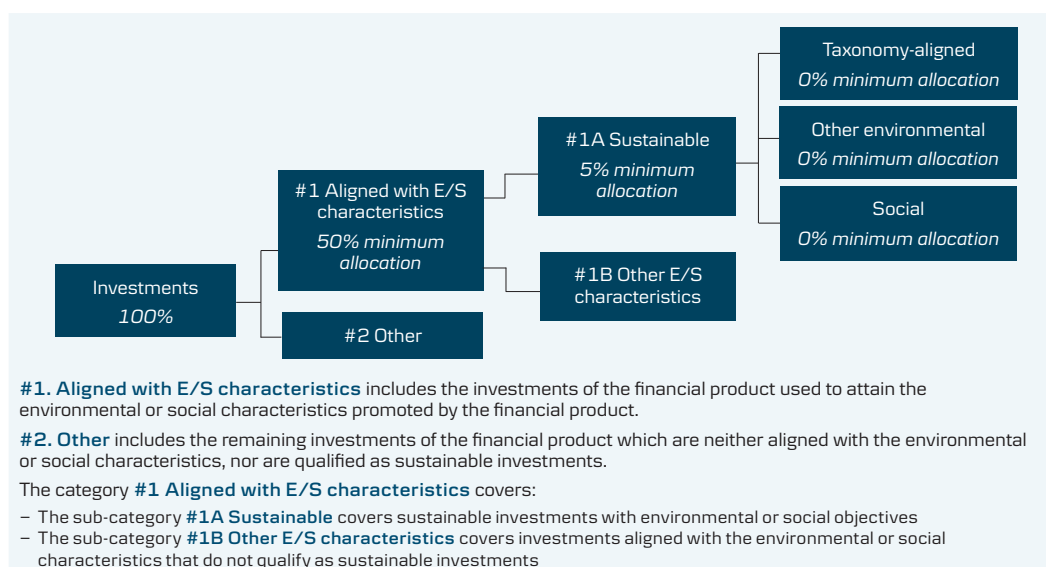 Taxonomy-aligned
0% minimum allocation
Other environmental
0% minimum allocation
#1A Sustainable
5% minimum
allocation
Social
0% minimum allocation
#1 Aligned with E/S
characteristics
50% minimum
allocation
#1B Other E/S
characteristics
Investments
100%
#2 Other
#1. Aligned with E/S characteristics includes the investments of the financial product used to attain the
environmental or social characteristics promoted by the financial product.
#2. Other includes the remaining investments of the financial product which are neither aligned with the environmental
or social characteristics, nor are qualified as sustainable investments.
The category #1 Aligned with E/S characteristics covers:
– The sub-category #1A Sustainable covers sustainable investments with environmental or social objectives
– The sub-category #1B Other E/S characteristics covers investments aligned with the environmental or social
characteristics that do not qualify as sustainable investments